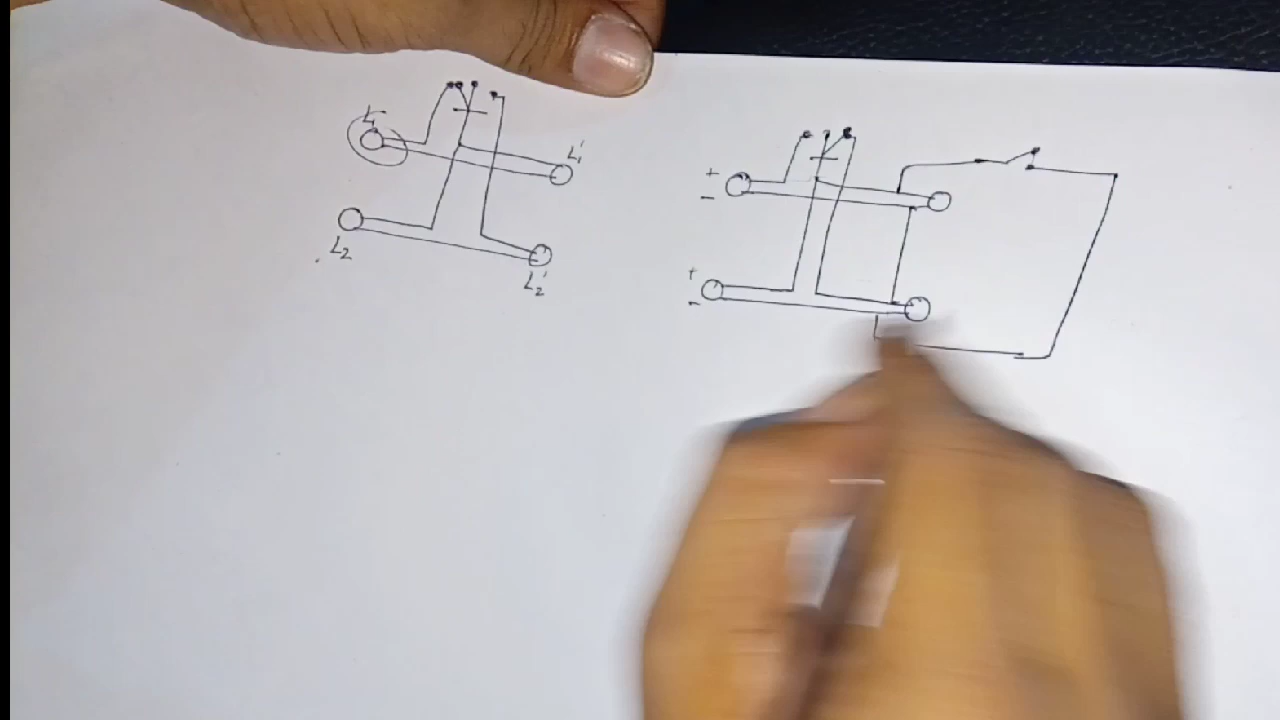 L₁
L₁'
L₂
L₂'
+
−
+
−